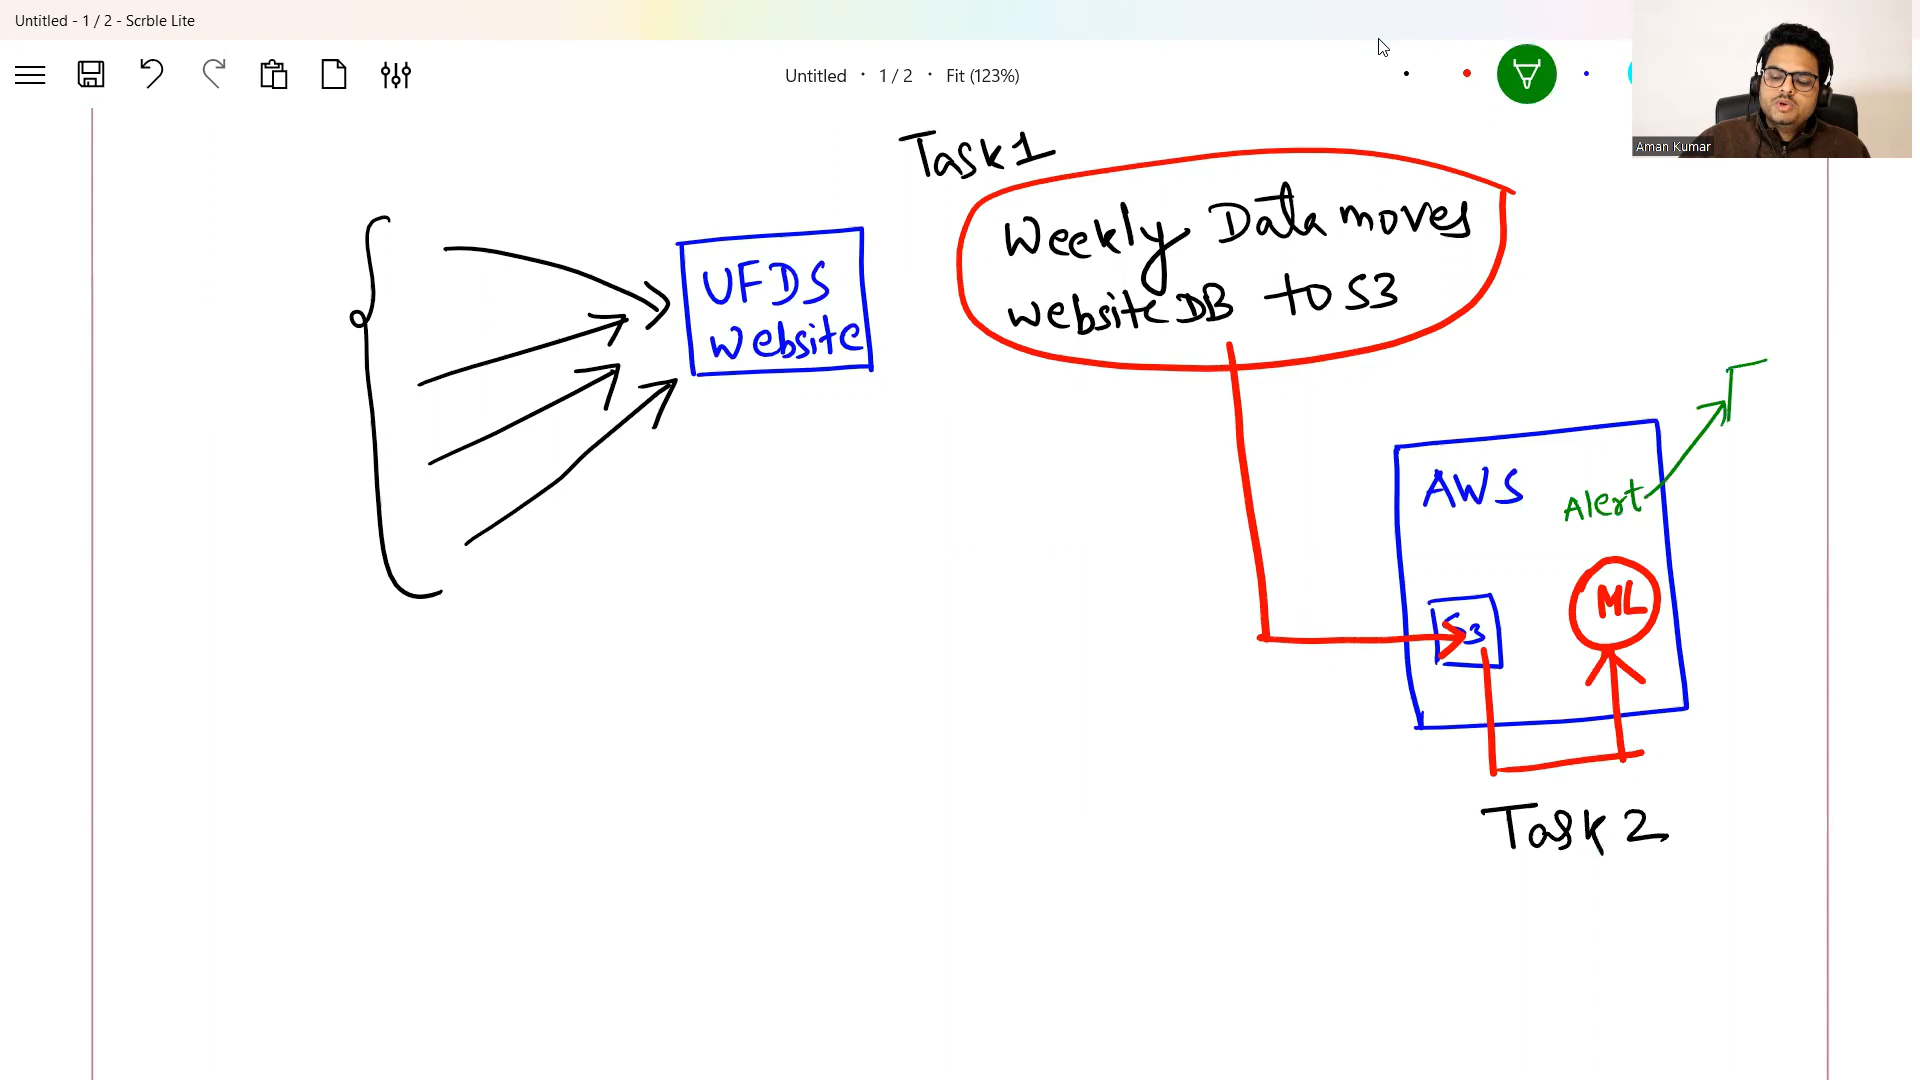 Untitled - 1 / 2 - Scrble Lite
Untitled • 1 / 2 • Fit (123%)
Aman Kumar
Task 1
Weekly Data moves
website DB to S3
UFDS
Website
AWS
Alert
S3
ML
Task 2